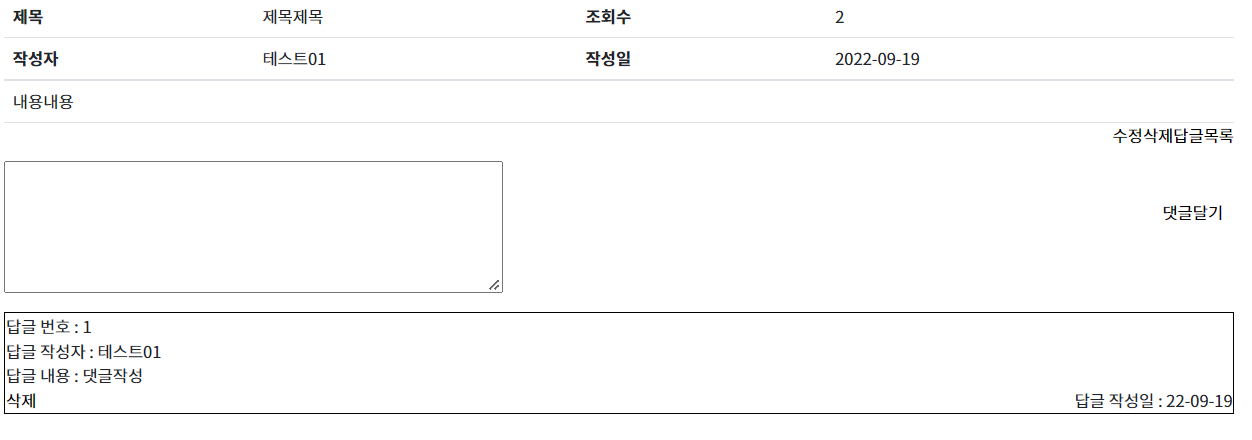 제목 제목제목 조회수 2
작성자 테스트01 작성일 2022-09-19
내용내용
수정삭제답글목록
댓글달기
답글 번호 : 1
답글 작성자 : 테스트01
답글 내용 : 댓글작성
삭제 답글 작성일 : 22-09-19